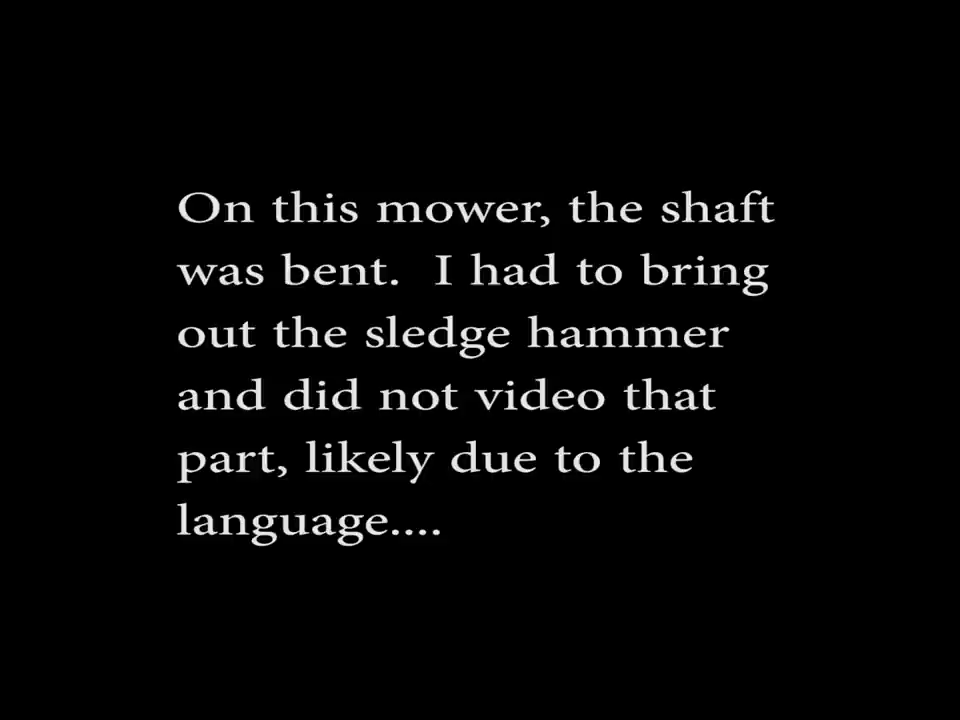 On this mower, the shaft
was bent.  I had to bring
out the sledge hammer
and did not video that
part, likely due to the
language....